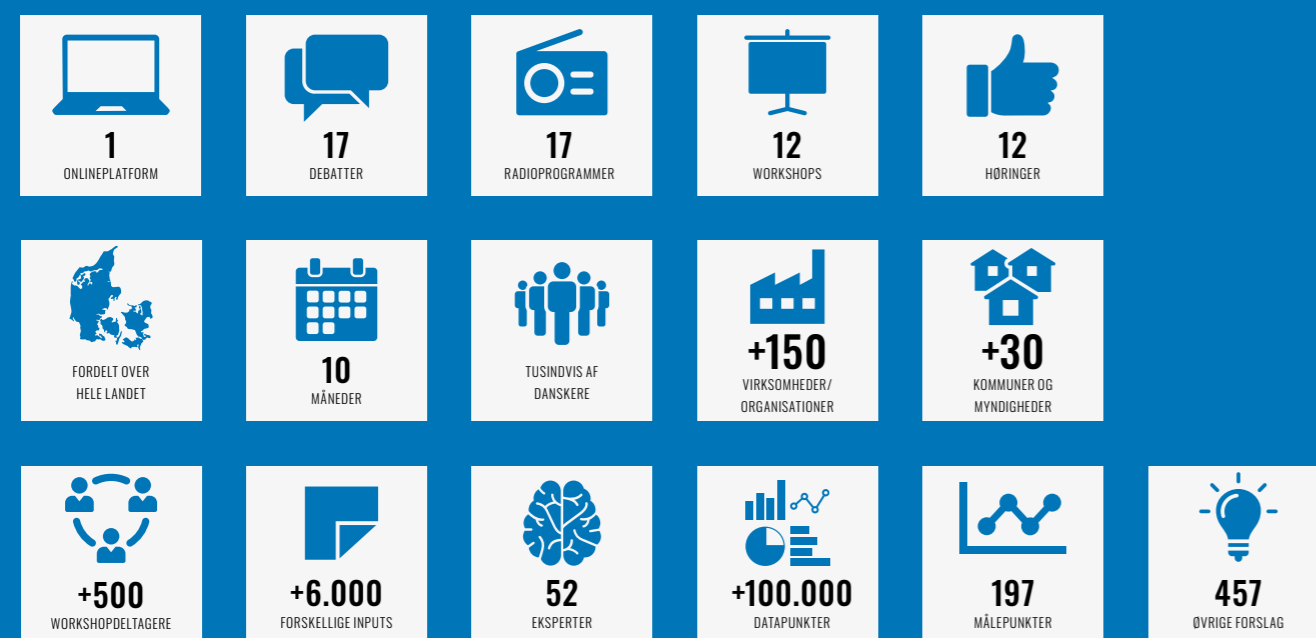 1
ONLINEPLATFORM
17
DEBATTER
17
RADIOPROGRAMMER
12
WORKSHOPS
12
HØRINGER
FORDELT OVER
HELE LANDET
10
MÅNEDER
TUSINDVIS AF
DANSKERE
+150
VIRKSOMHEDER/
ORGANISATIONER
+30
KOMMUNER OG
MYNDIGHEDER
+500
WORKSHOPDELTAGERE
+6.000
FORSKELLIGE INPUTS
52
EKSPERTER
+100.000
DATAPUNKTER
197
MÅLEPUNKTER
457
ØVRIGE FORSLAG